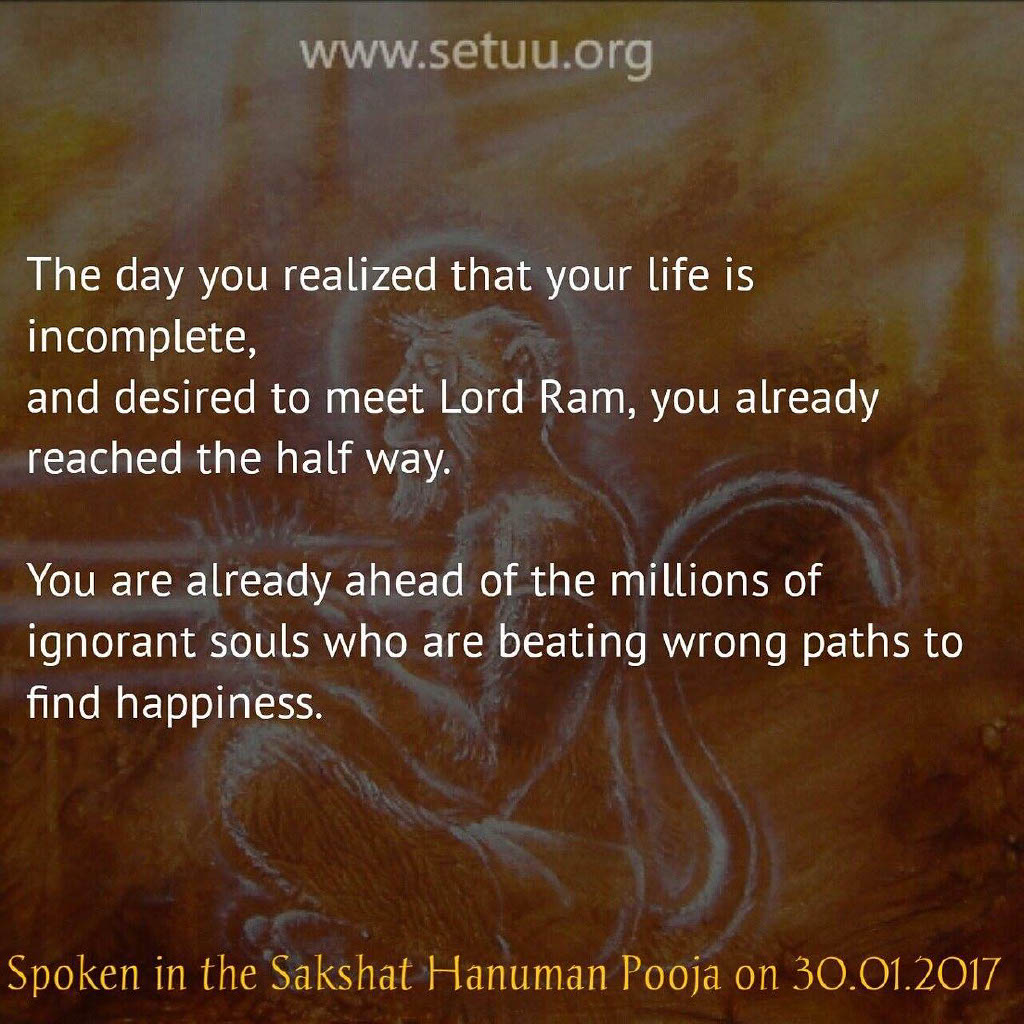 www.setuu.org
The day you realized that your life is
incomplete,
and desired to meet Lord Ram, you already
reached the half way.
You are already ahead of the millions of
ignorant souls who are beating wrong paths to
find happiness.
Spoken in the Sakshat Hanuman Pooja on 30.01.2017